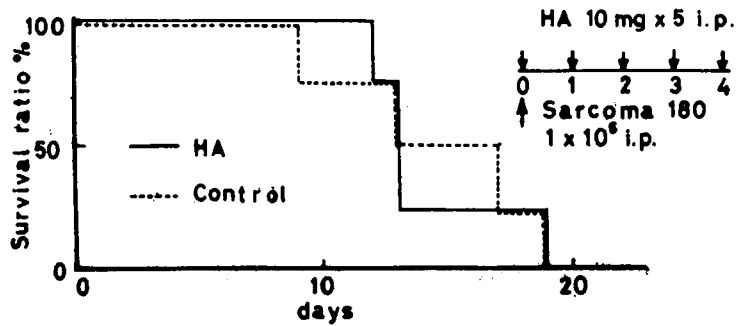 Survival ratio %
100
50
0
0
10
20
days
HA
Control
HA 10 mg x 5 i.p.
0 1 2 3 4
Sarcoma 180
1 x 10⁶ i.p.